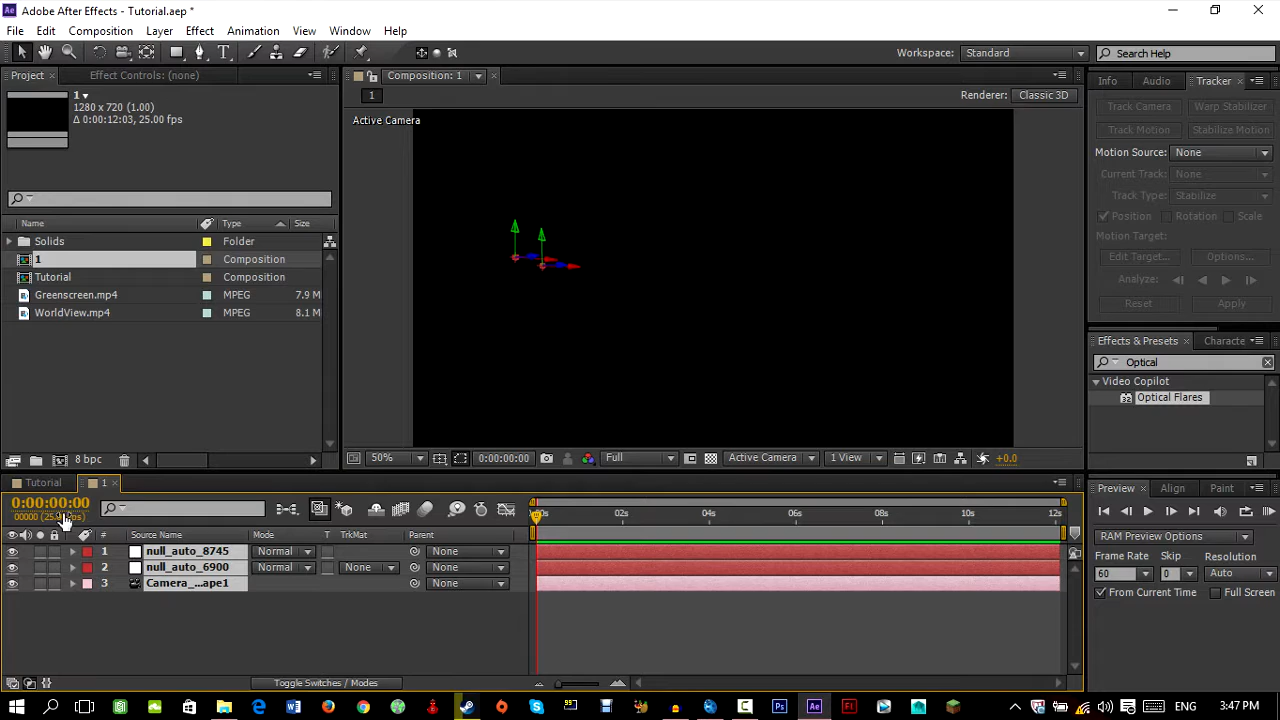 Adobe After Effects - Tutorial.aep *
File Edit Composition Layer Effect Animation View Window Help
Workspace: Standard Search Help
Project Effect Controls: (none)
1
1280 x 720 (1.00)
Δ 0:00:12:03, 25.00 fps
Name Type Size
Solids Folder
1 Composition
Tutorial Composition
Greenscreen.mp4 MPEG 7.9 M
WorldView.mp4 MPEG 8.1 M
8 bpc
Composition: 1
1 Renderer: Classic 3D
Active Camera
50% 0:00:00:00 Full Active Camera 1 View +0.0
Info Audio Tracker
Track Camera Warp Stabilizer
Track Motion Stabilize Motion
Motion Source: None
Current Track: None
Track Type: Stabilize
Position Rotation Scale
Motion Target:
Edit Target... Options...
Analyze:
Reset Apply
Effects & Presets Characte
Optical
Video Copilot
Optical Flares
Tutorial 1
0:00:00:00
00000 (25. fps)
# Source Name Mode T TrkMat Parent
1 null_auto_8745 Normal None
2 null_auto_6900 Normal None None
3 Camera_...ape1 None
02s 04s 06s 08s 10s 12s
Toggle Switches / Modes
Preview Align Paint
RAM Preview Options
Frame Rate Skip Resolution
60 0 Auto
From Current Time Full Screen
ENG 3:47 PM